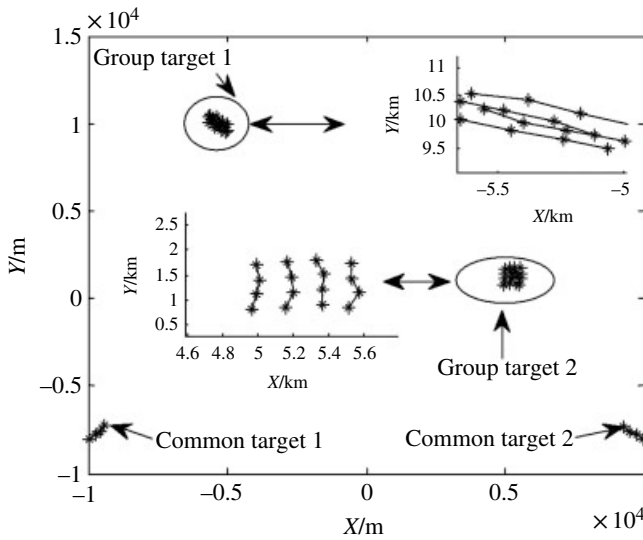 ×10⁴
1.5
1.0
0.5
0
–0.5
–1
Y/m
Group target 1
11
10.5
10
9.5
Y/km
–5.5
–5
X/km
2.5
2
1.5
1
0.5
Y/km
4.6 4.8 5 5.2 5.4 5.6
X/km
Group target 2
Common target 1
Common target 2
–1 –0.5 0 0.5 1.0
×10⁴
X/m